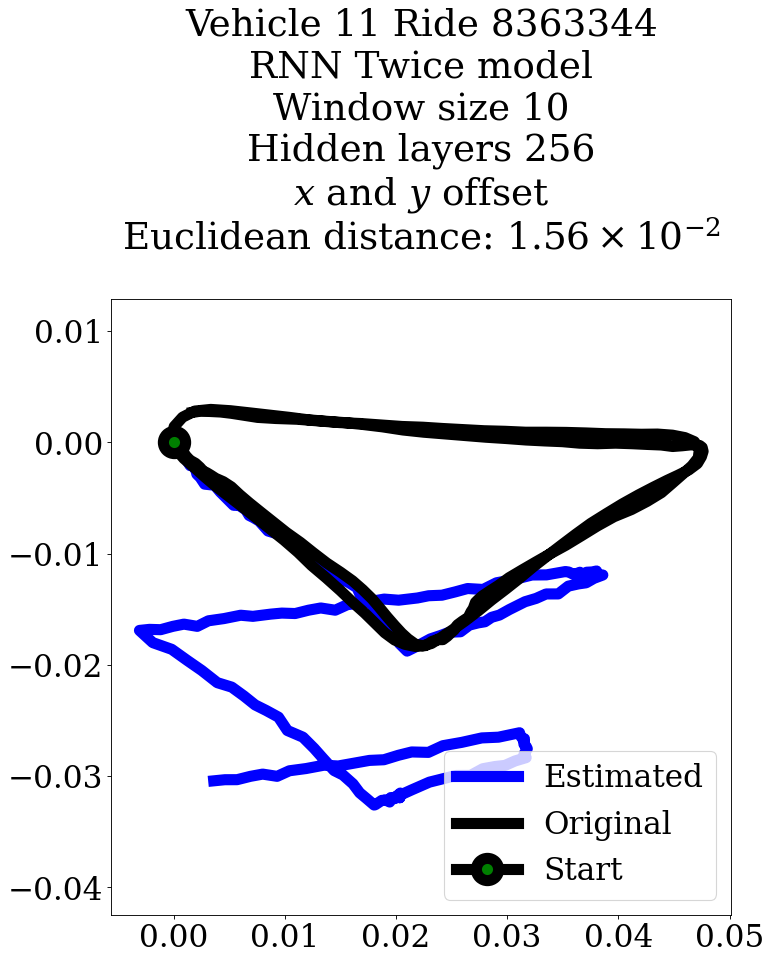 Vehicle 11 Ride 8363344
RNN Twice model
Window size 10
Hidden layers 256
x and y offset
Euclidean distance: 1.56 × 10⁻²
0.01
0.00
−0.01
−0.02
−0.03
−0.04
Estimated
Original
Start
0.00 0.01 0.02 0.03 0.04 0.05